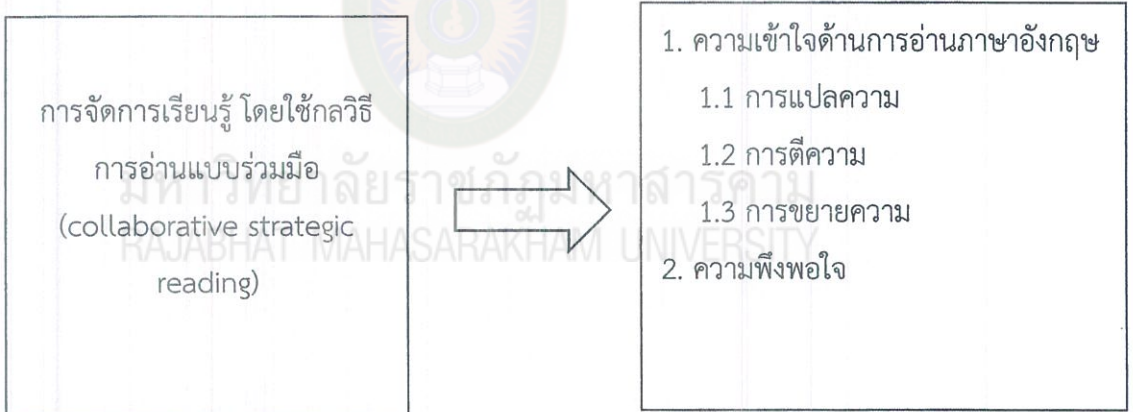 การจัดการเรียนรู้ โดยใช้กลวิธี
การอ่านแบบร่วมมือ
(collaborative strategic
reading)
1. ความเข้าใจด้านการอ่านภาษาอังกฤษ
1.1 การแปลความ
1.2 การตีความ
1.3 การขยายความ
2. ความพึงพอใจ
มหาวิทยาลัยราชภัฏมหาสารคาม
RAJABHAT MAHASARAKHAM UNIVERSITY